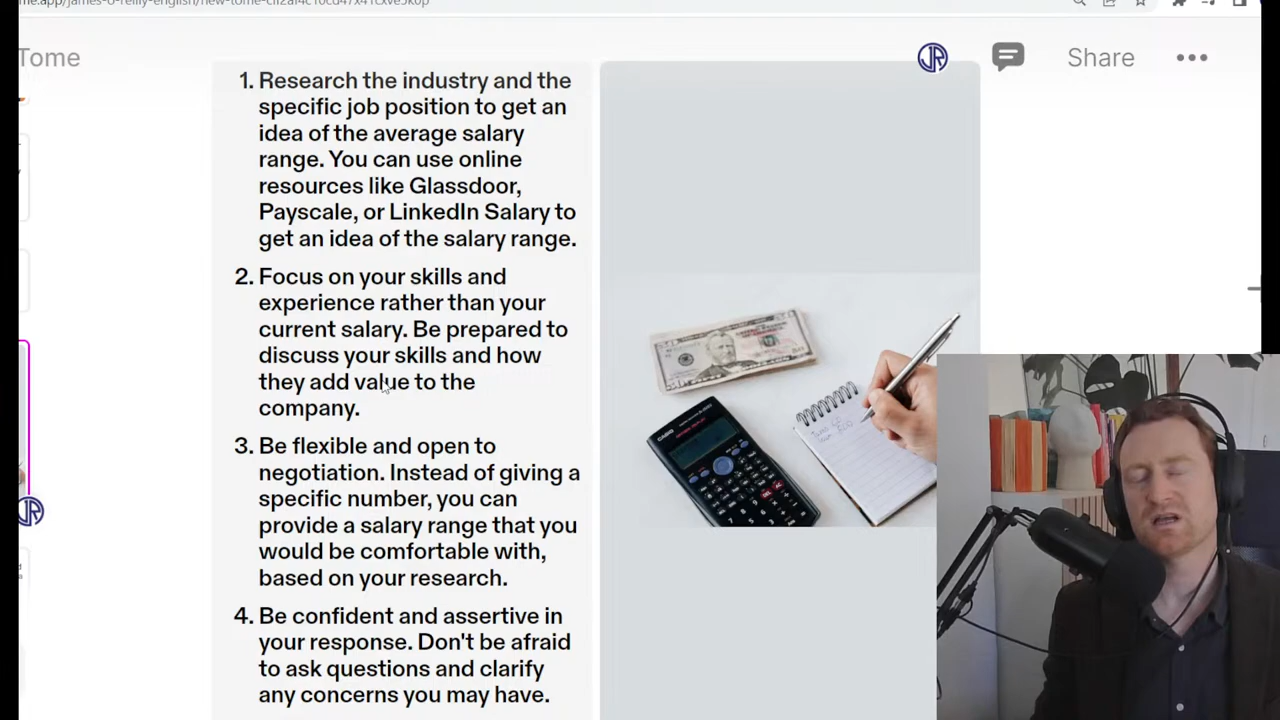 Tome
Share
1. Research the industry and the
specific job position to get an
idea of the average salary
range. You can use online
resources like Glassdoor,
Payscale, or LinkedIn Salary to
get an idea of the salary range.
2. Focus on your skills and
experience rather than your
current salary. Be prepared to
discuss your skills and how
they add value to the
company.
3. Be flexible and open to
negotiation. Instead of giving a
specific number, you can
provide a salary range that you
would be comfortable with,
based on your research.
4. Be confident and assertive in
your response. Don't be afraid
to ask questions and clarify
any concerns you may have.
JR
JR
CASIO